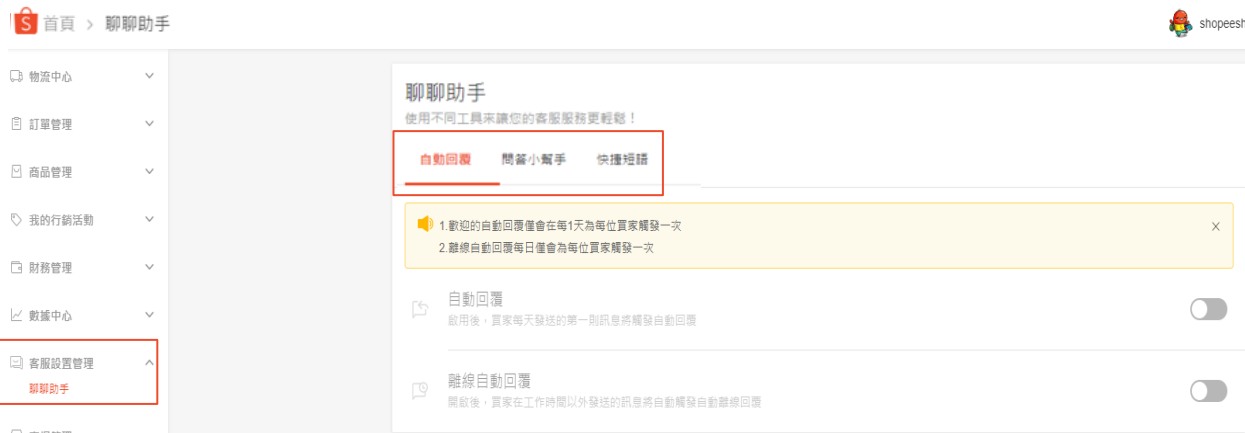 首頁 > 聊聊助手
shopeesh
物流中心
訂單管理
商品管理
我的行銷活動
財務管理
數據中心
客服設置管理
聊聊助手
聊聊助手
使用不同工具來讓您的客服服務更輕鬆！
自動回覆 問答小幫手 快捷短語
1.歡迎的自動回覆僅會在每1天為每位買家觸發一次
2.離線自動回覆每日僅會為每位買家觸發一次
自動回覆
啟用後，買家每天發送的第一則訊息將觸發自動回覆
離線自動回覆
開啟後，買家在工作時間以外發送的訊息將自動觸發自動離線回覆